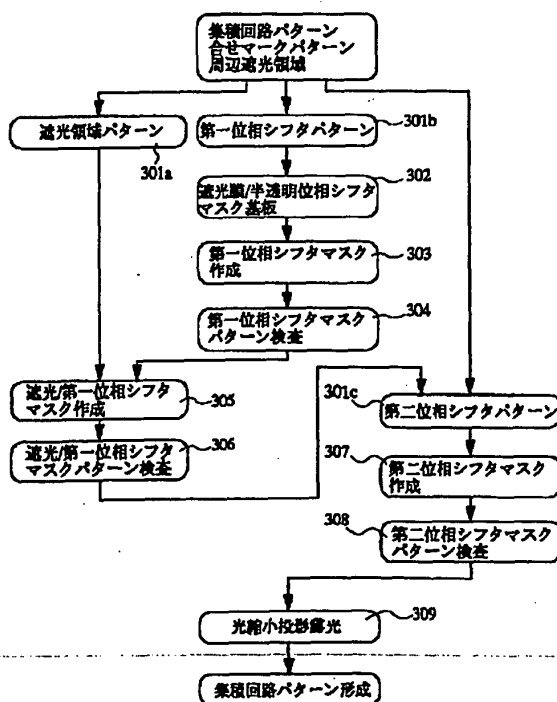 集積回路パターン
合せマークパターン
周辺遮光領域
遮光領域パターン
301a
第一位相シフタパターン
301b
遮光膜/半透明位相シフタ
マスク基板
302
第一位相シフタマスク
作成
303
第一位相シフタマスク
パターン検査
304
遮光/第一位相シフタ
マスク作成
305
遮光/第一位相シフタ
マスクパターン検査
306
301c
第二位相シフタパターン
307
第二位相シフタマスク
作成
308
第二位相シフタマスク
パターン検査
光縮小投影露光
309
集積回路パターン形成